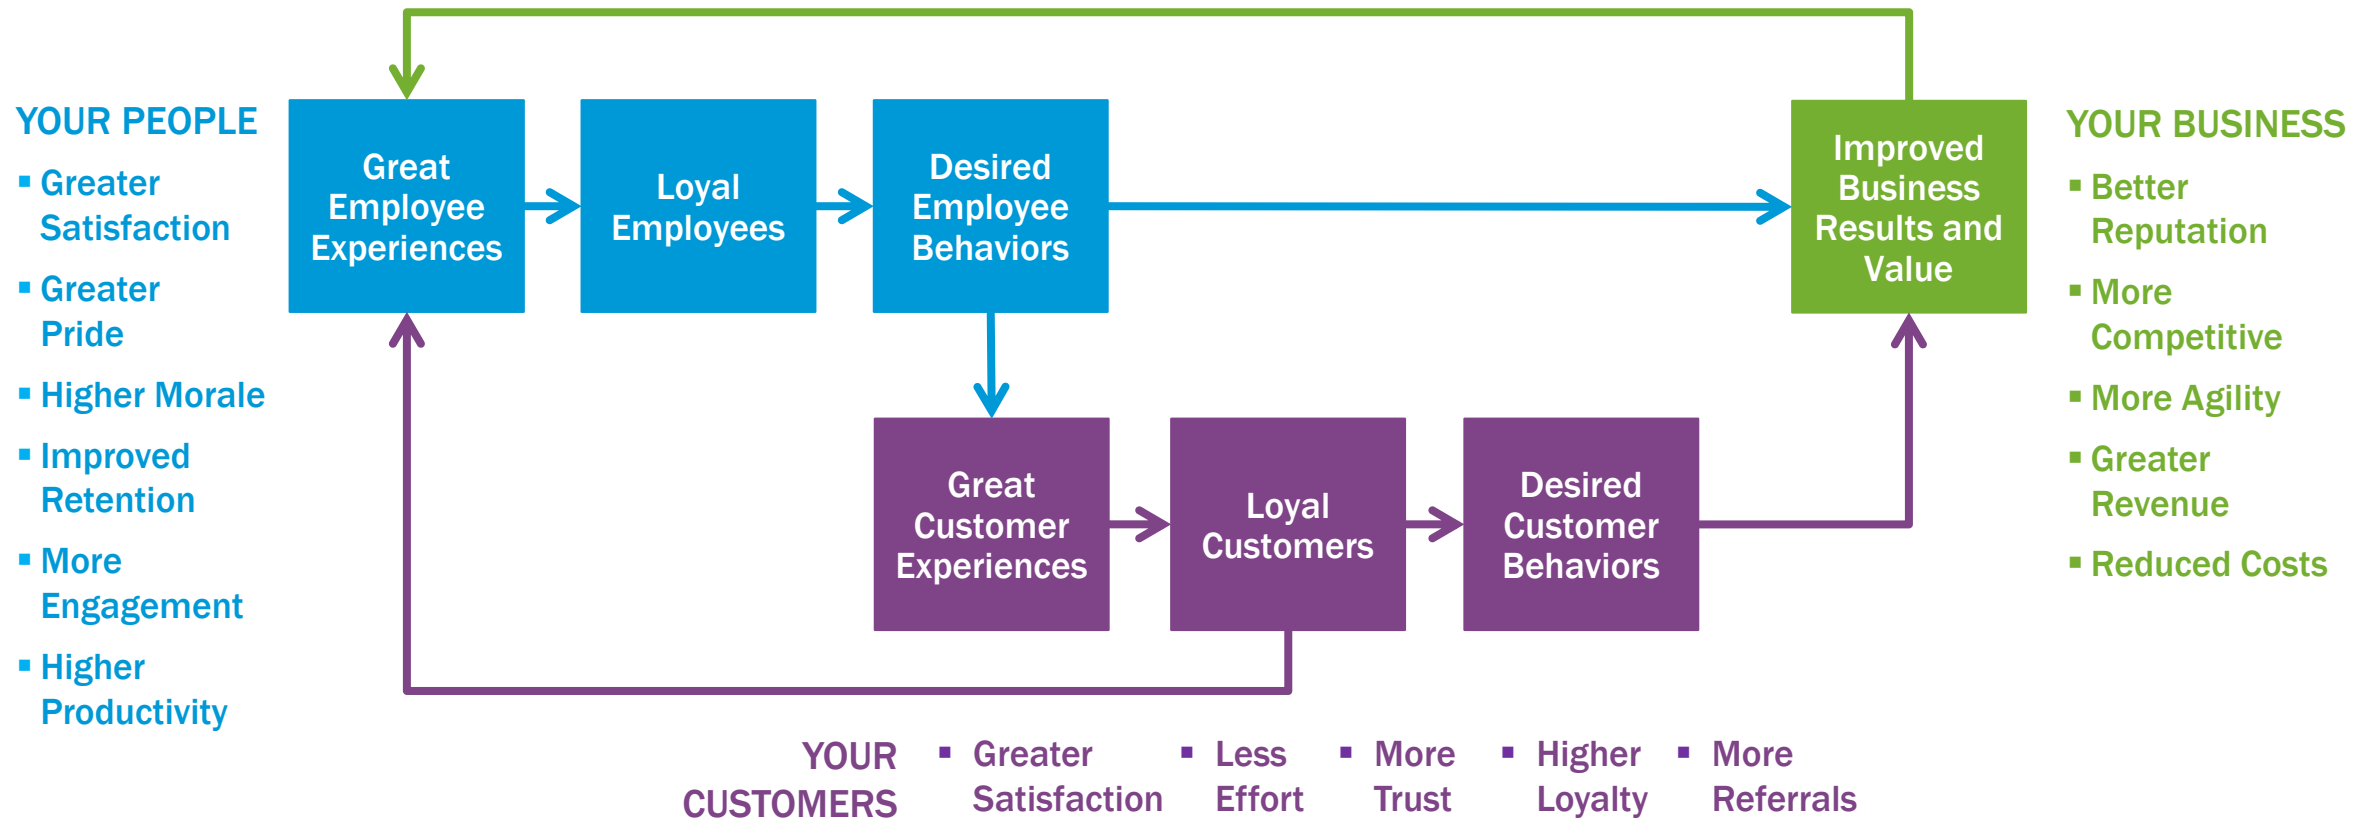 YOUR PEOPLE
▪ Greater
Satisfaction
▪ Greater
Pride
▪ Higher Morale
▪ Improved
Retention
▪ More
Engagement
▪ Higher
Productivity
Great
Employee
Experiences
Loyal
Employees
Desired
Employee
Behaviors
Improved
Business
Results and
Value
Great
Customer
Experiences
Loyal
Customers
Desired
Customer
Behaviors
YOUR BUSINESS
▪ Better
Reputation
▪ More
Competitive
▪ More Agility
▪ Greater
Revenue
▪ Reduced Costs
YOUR
CUSTOMERS
▪ Greater
Satisfaction
▪ Less
Effort
▪ More
Trust
▪ Higher
Loyalty
▪ More
Referrals